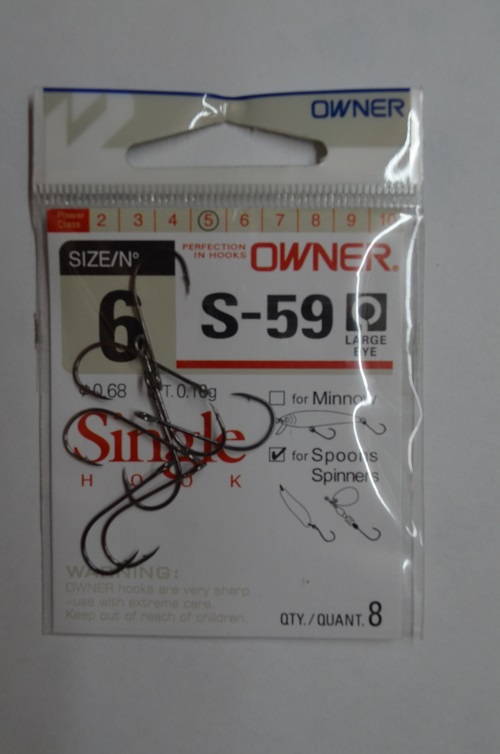 OWNER
Power Class 2 3 4 5 6 7 8 9 10
SIZE/N°
6
PERFECTION
IN HOOKS
OWNER.
S-59
LARGE
EYE
0.68
T. 0.18g
for Minnow
Single
HOOK
for Spoons
Spinners
WARNING:
OWNER hooks are very sharp
-use with extreme care.
Keep out of reach of children.
QTY./QUANT. 8